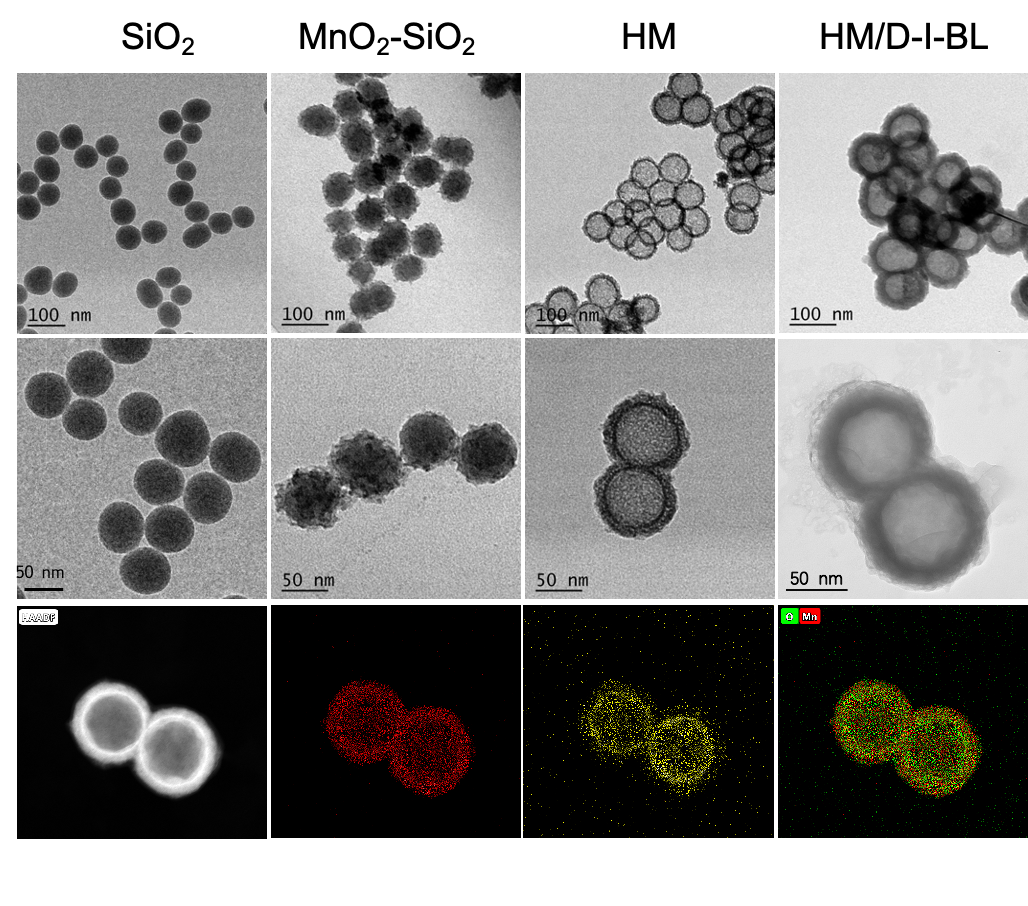 SiO₂ MnO₂-SiO₂ HM HM/D-I-BL
100 nm 100 nm 100 nm 100 nm
50 nm 50 nm 50 nm 50 nm
HAADF O Mn